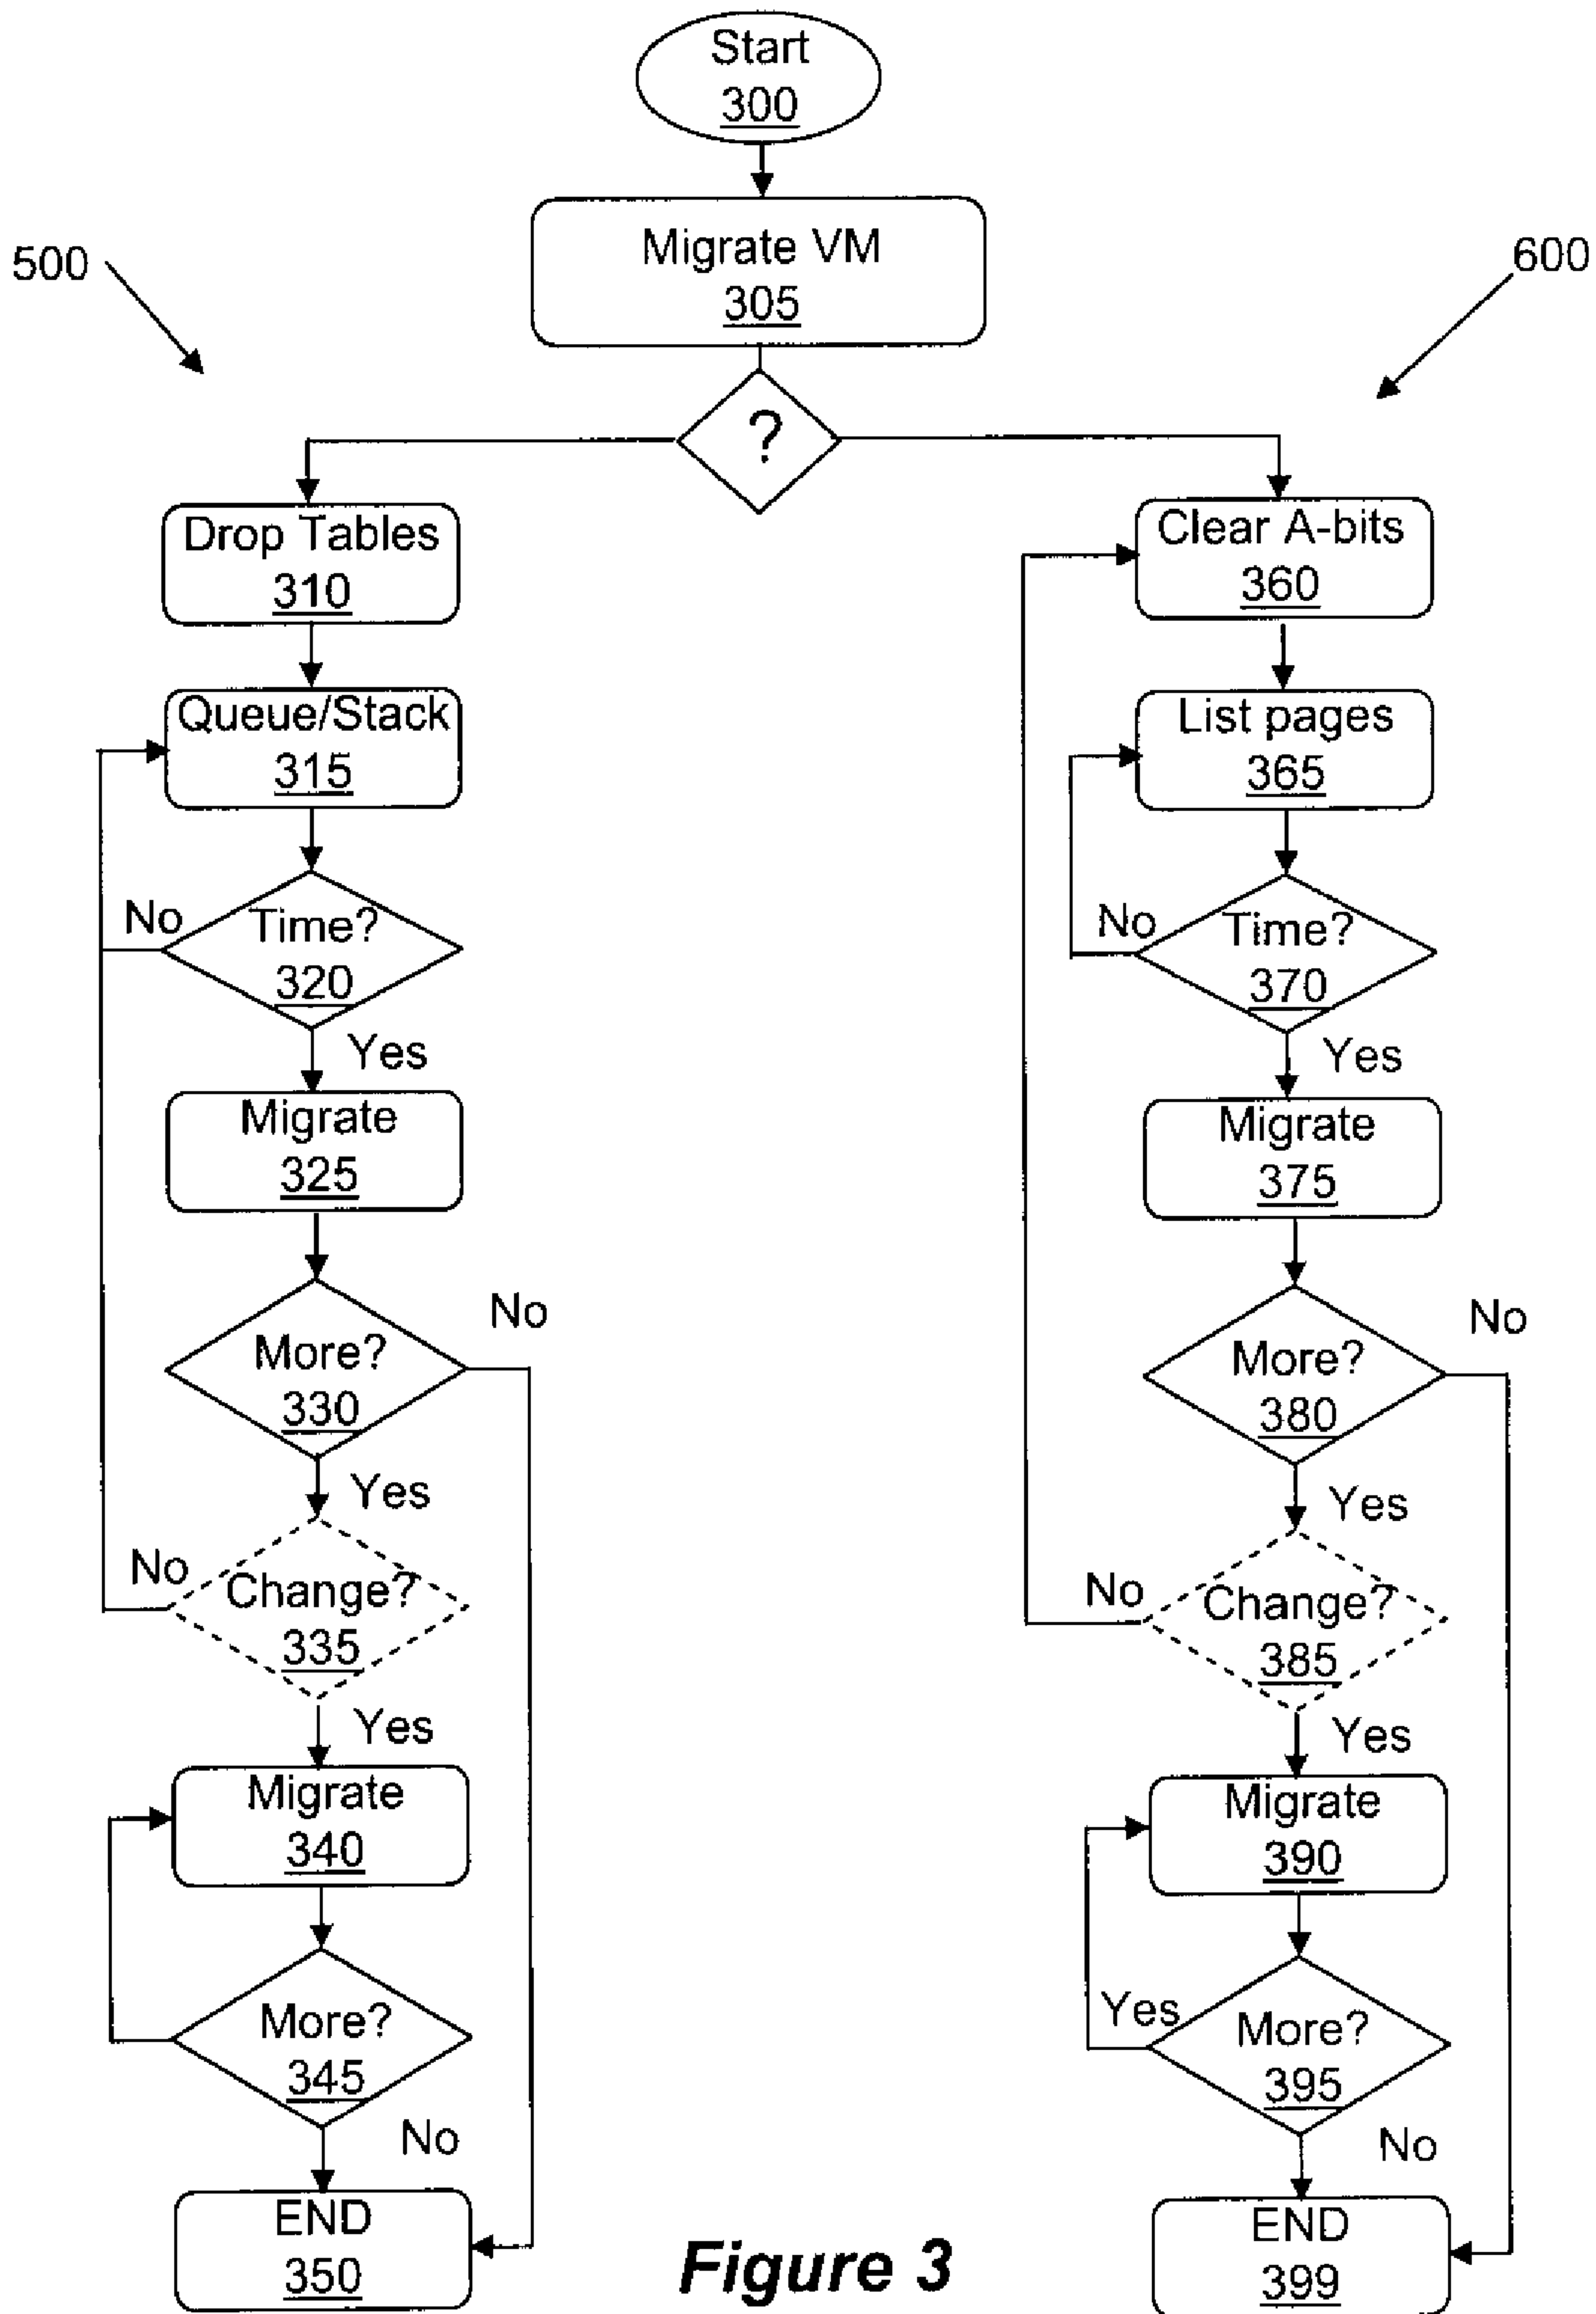 Start
300
Migrate VM
305
500
600
?
Drop Tables
310
Queue/Stack
315
No
Time?
320
Yes
Migrate
325
No
More?
330
Yes
No
Change?
335
Yes
Migrate
340
More?
345
No
END
350
Clear A-bits
360
List pages
365
No
Time?
370
Yes
Migrate
375
No
More?
380
Yes
No
Change?
385
Yes
Migrate
390
Yes
More?
395
No
END
399
Figure 3